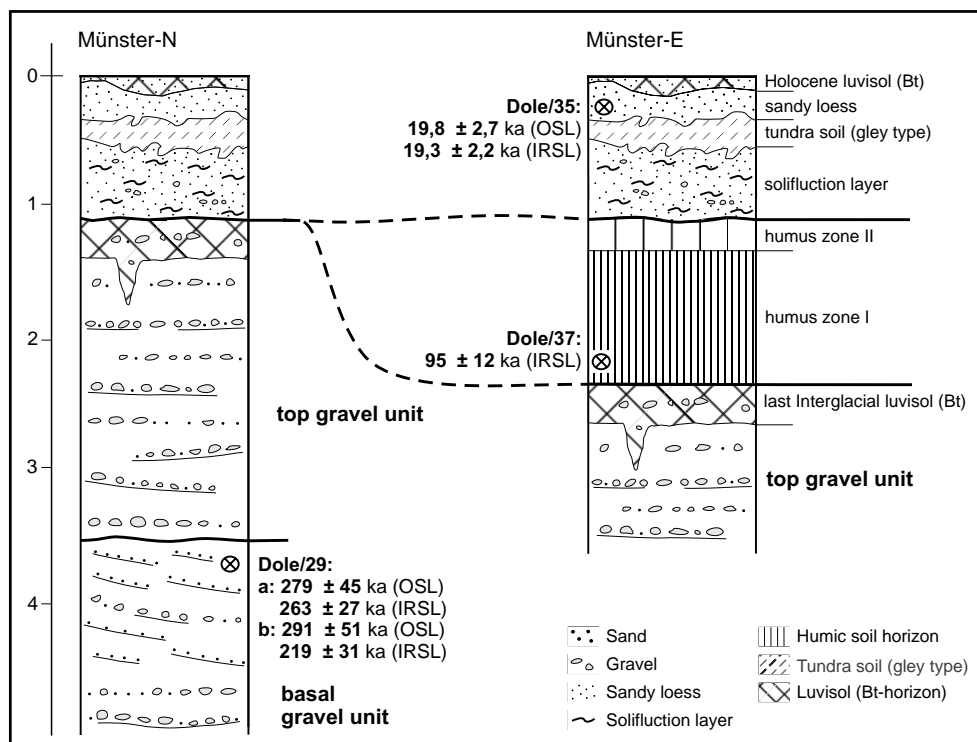 Münster-N
Münster-E
0
1
2
3
4
Dole/35:
19,8 ± 2,7 ka (OSL)
19,3 ± 2,2 ka (IRSL)
Holocene luvisol (Bt)
sandy loess
tundra soil (gley type)
solifluction layer
humus zone II
humus zone I
Dole/37:
95 ± 12 ka (IRSL)
last Interglacial luvisol (Bt)
top gravel unit
top gravel unit
Dole/29:
a: 279 ± 45 ka (OSL)
263 ± 27 ka (IRSL)
b: 291 ± 51 ka (OSL)
219 ± 31 ka (IRSL)
basal
gravel unit
Sand
Gravel
Sandy loess
Solifluction layer
Humic soil horizon
Tundra soil (gley type)
Luvisol (Bt-horizon)